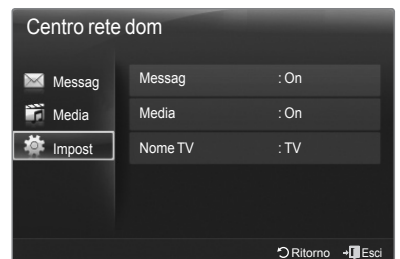 Centro rete dom
Messag
Media
Impost
Messag : On
Media : On
Nome TV : TV
Ritorno Esci